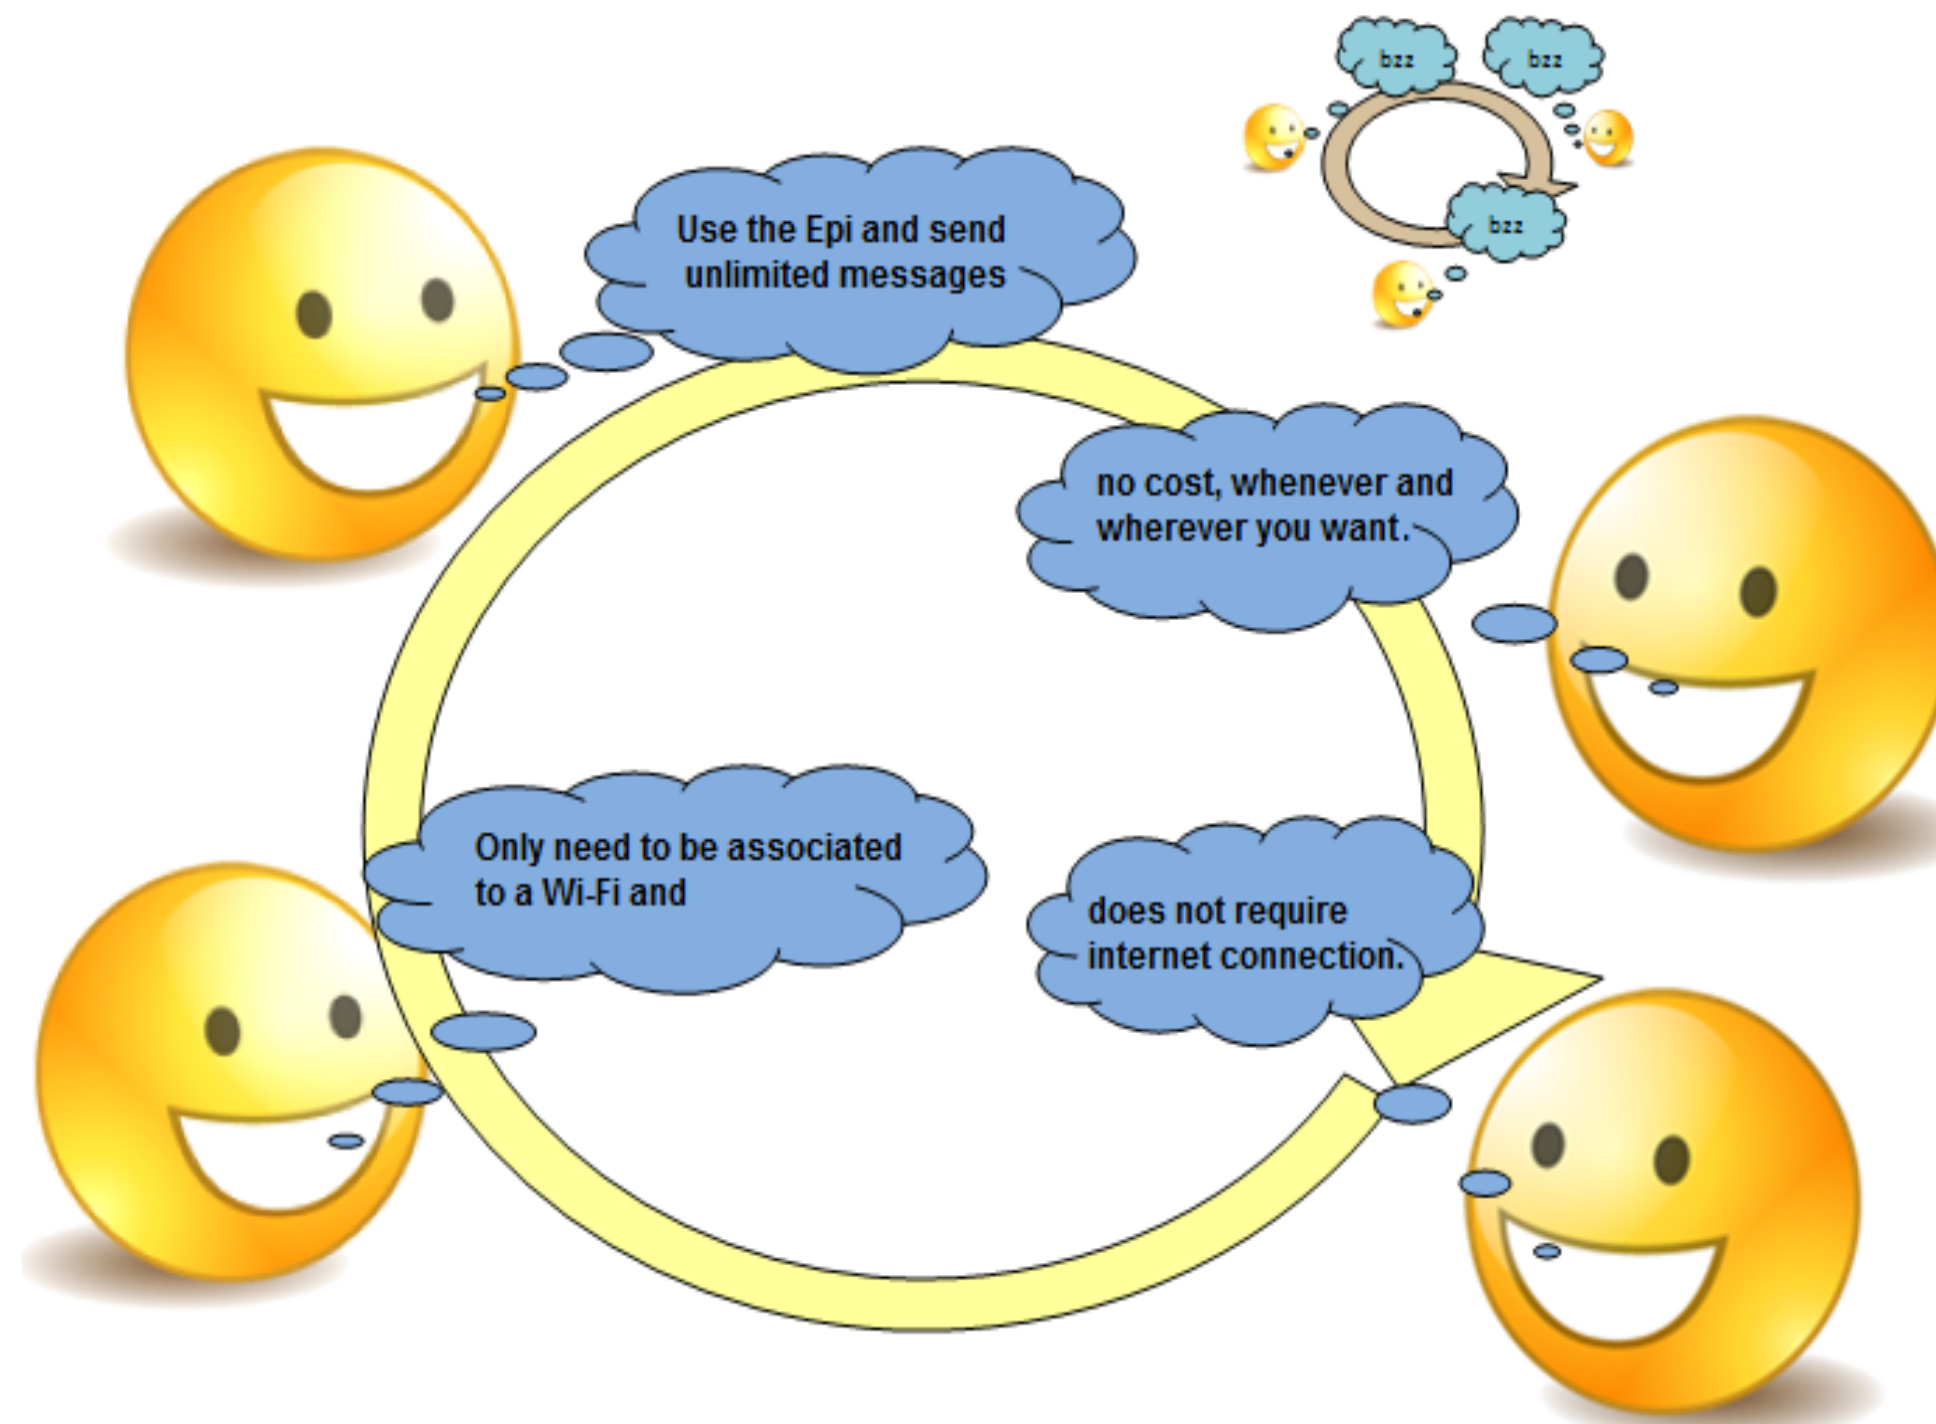 bzz
bzz
bzz
Use the Epi and send
unlimited messages
no cost, whenever and
wherever you want.
Only need to be associated
to a Wi-Fi and
does not require
internet connection.